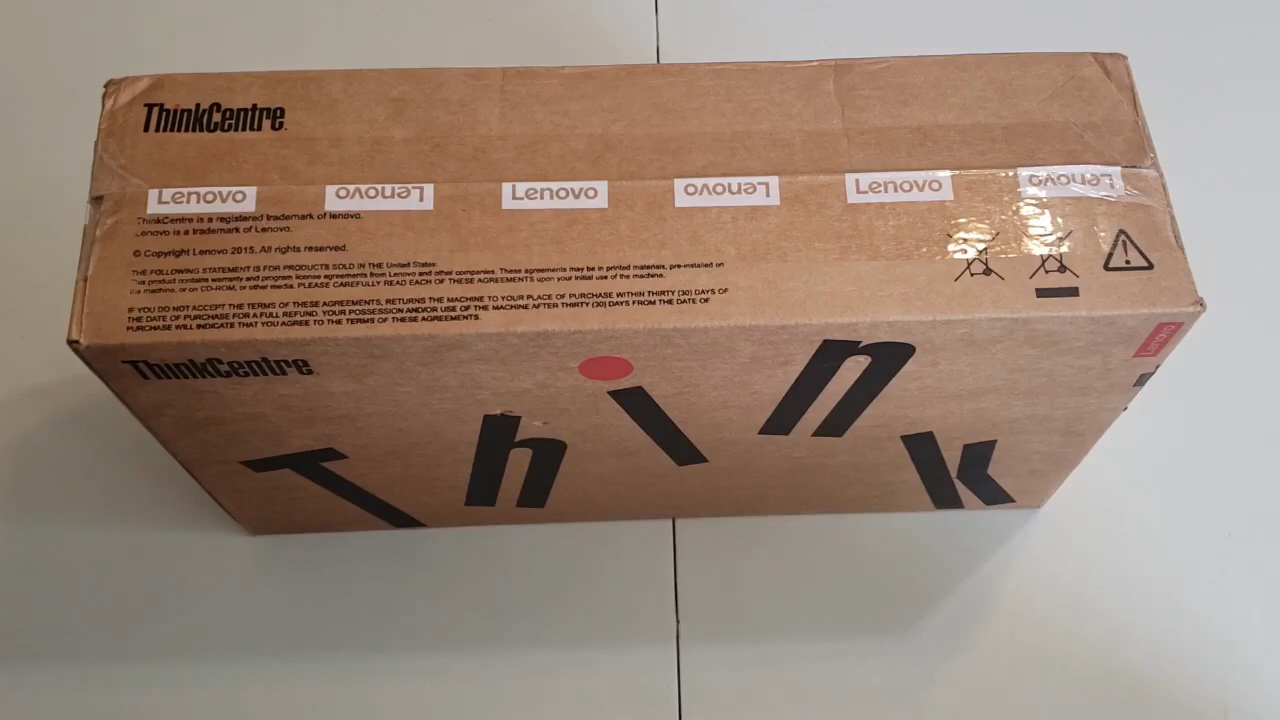 ThinkCentre
Lenovo Lenovo Lenovo Lenovo Lenovo Lenovo
ThinkCentre is a registered trademark of lenovo.
Lenovo is a trademark of Lenovo.
© Copyright Lenovo 2015. All rights reserved.
THE FOLLOWING STATEMENT IS FOR PRODUCTS SOLD IN THE United States:
This product contains warranty and program license agreements from Lenovo and other companies. These agreements may be in printed materials, pre-installed on
the machine, or on CD-ROM, or other media. PLEASE CAREFULLY READ EACH OF THESE AGREEMENTS upon your initial use of the machine.
IF YOU DO NOT ACCEPT THE TERMS OF THESE AGREEMENTS, RETURNS THE MACHINE TO YOUR PLACE OF PURCHASE WITHIN THIRTY (30) DAYS OF
THE DATE OF PURCHASE FOR A FULL REFUND. YOUR POSSESSION AND/OR USE OF THE MACHINE AFTER THIRTY (30) DAYS FROM THE DATE OF
PURCHASE WILL INDICATE THAT YOU AGREE TO THE TERMS OF THESE AGREEMENTS.
ThinkCentre
Lenovo
Think